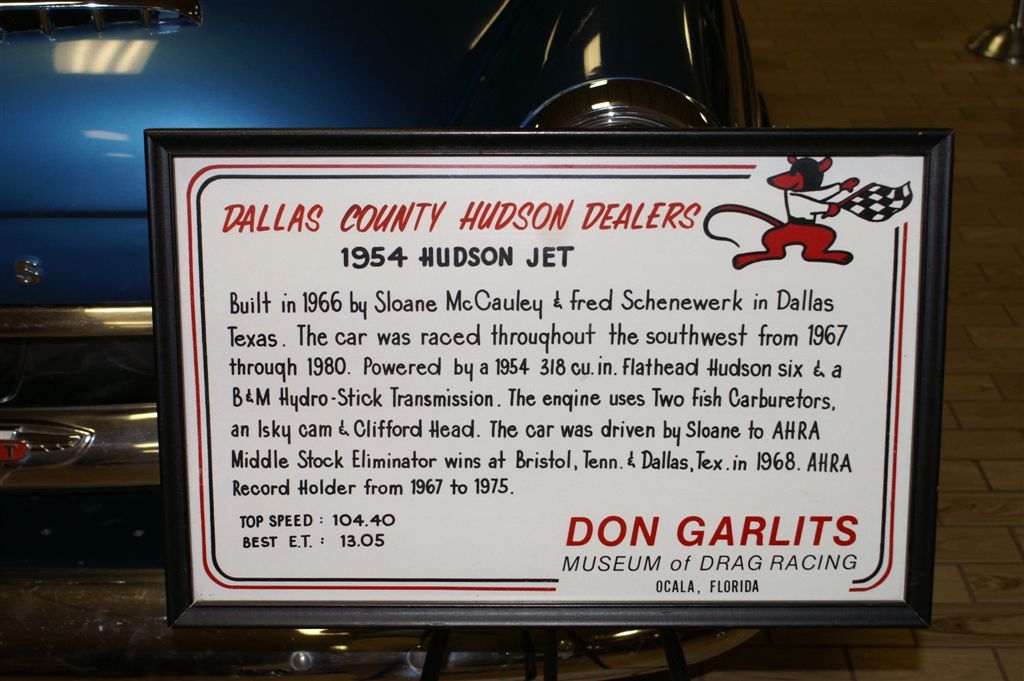 DALLAS COUNTY HUDSON DEALERS
1954 HUDSON JET
Built in 1966 by Sloane McCauley & Fred Schenewerk in Dallas
Texas. The car was raced throughout the southwest from 1967
through 1980. Powered by a 1954 318 cu. in. Flathead Hudson six & a
B&M Hydro-Stick Transmission. The engine uses Two Fish Carburetors,
an Isky cam & Clifford Head. The car was driven by Sloane to AHRA
Middle Stock Eliminator wins at Bristol, Tenn. & Dallas, Tex. in 1968. AHRA
Record Holder from 1967 to 1975.
TOP SPEED : 104.40
BEST E.T. : 13.05
DON GARLITS
MUSEUM of DRAG RACING
OCALA, FLORIDA
S
T